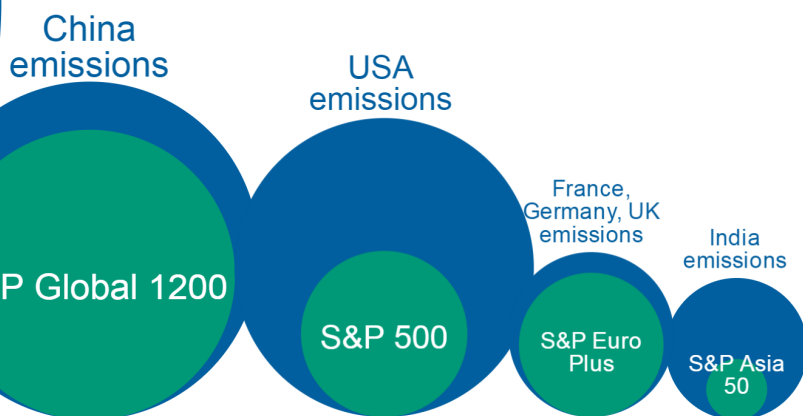 China
emissions
USA
emissions
France,
Germany, UK
emissions
India
emissions
P Global 1200
S&P 500
S&P Euro
Plus
S&P Asia
50